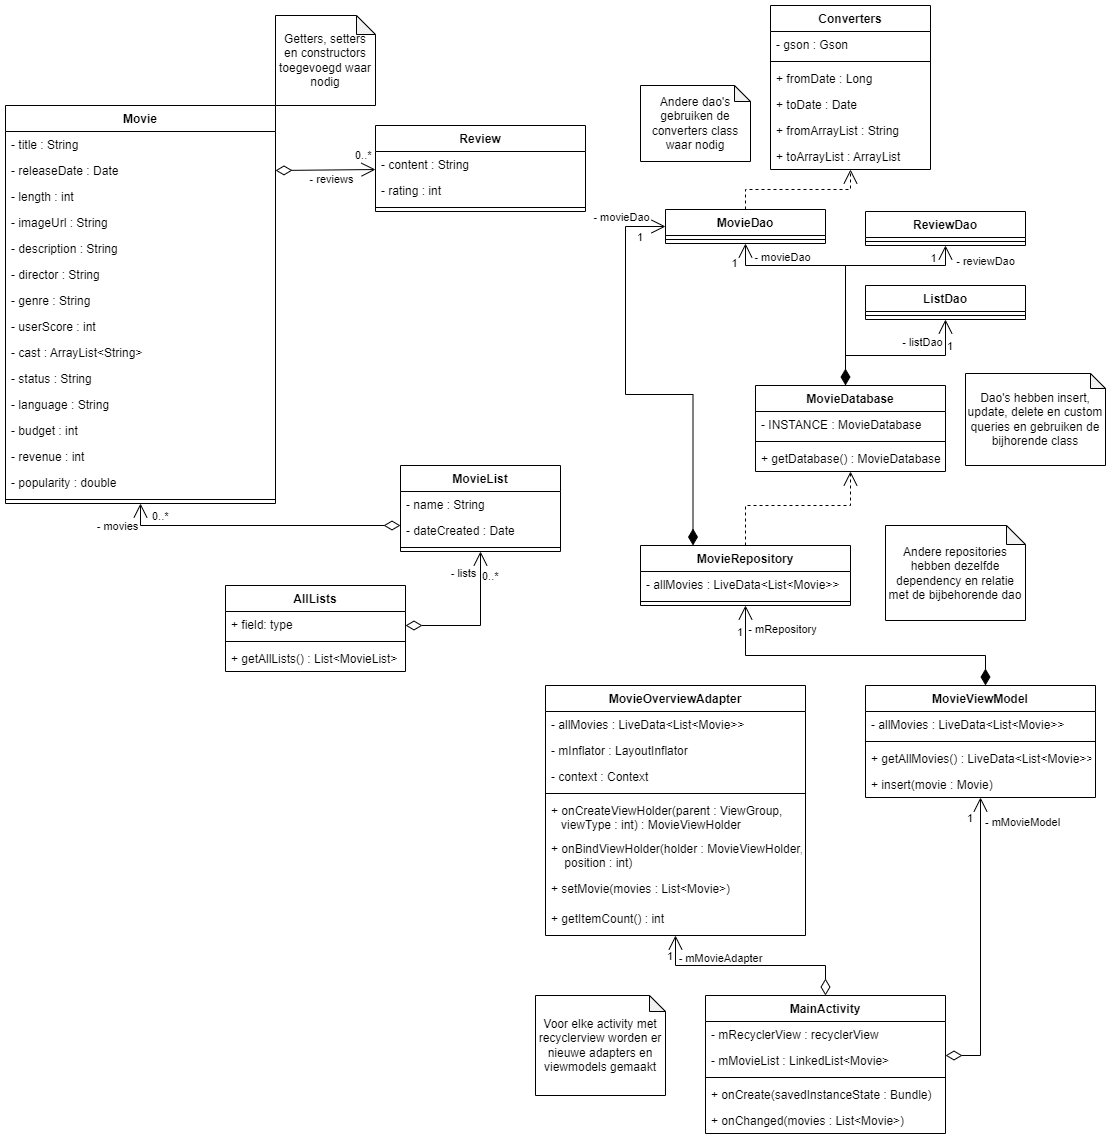 Getters, setters
en constructors
toegevoegd waar
nodig
Movie
- title : String
- releaseDate : Date
- length : int
- imageUrl : String
- description : String
- director : String
- genre : String
- userScore : int
- cast : ArrayList<String>
- status : String
- language : String
- budget : int
- revenue : int
- popularity : double
0..*
- reviews
Review
- content : String
- rating : int
Converters
- gson : Gson
+ fromDate : Long
+ toDate : Date
+ fromArrayList : String
+ toArrayList : ArrayList
Andere dao's
gebruiken de
converters class
waar nodig
- movieDao
1
MovieDao
1
- movieDao
ReviewDao
1
- reviewDao
ListDao
- listDao
1
MovieDatabase
- INSTANCE : MovieDatabase
+ getDatabase() : MovieDatabase
Dao's hebben insert,
update, delete en custom
queries en gebruiken de
bijhorende class
MovieList
- name : String
- dateCreated : Date
- movies
0..*
- lists
0..*
AllLists
+ field: type
+ getAllLists() : List<MovieList>
MovieRepository
- allMovies : LiveData<List<Movie>>
Andere repositories
hebben dezelfde
dependency en relatie
met de bijbehorende dao
1
- mRepository
MovieOverviewAdapter
- allMovies : LiveData<List<Movie>>
- mInflator : LayoutInflator
- context : Context
+ onCreateViewHolder(parent : ViewGroup,
viewType : int) : MovieViewHolder
+ onBindViewHolder(holder : MovieViewHolder,
position : int)
+ setMovie(movies : List<Movie>)
+ getItemCount() : int
MovieViewModel
- allMovies : LiveData<List<Movie>>
+ getAllMovies() : LiveData<List<Movie>>
+ insert(movie : Movie)
1
- mMovieModel
1
- mMovieAdapter
Voor elke activity met
recyclerview worden er
nieuwe adapters en
viewmodels gemaakt
MainActivity
- mRecyclerView : recyclerView
- mMovieList : LinkedList<Movie>
+ onCreate(savedInstanceState : Bundle)
+ onChanged(movies : List<Movie>)